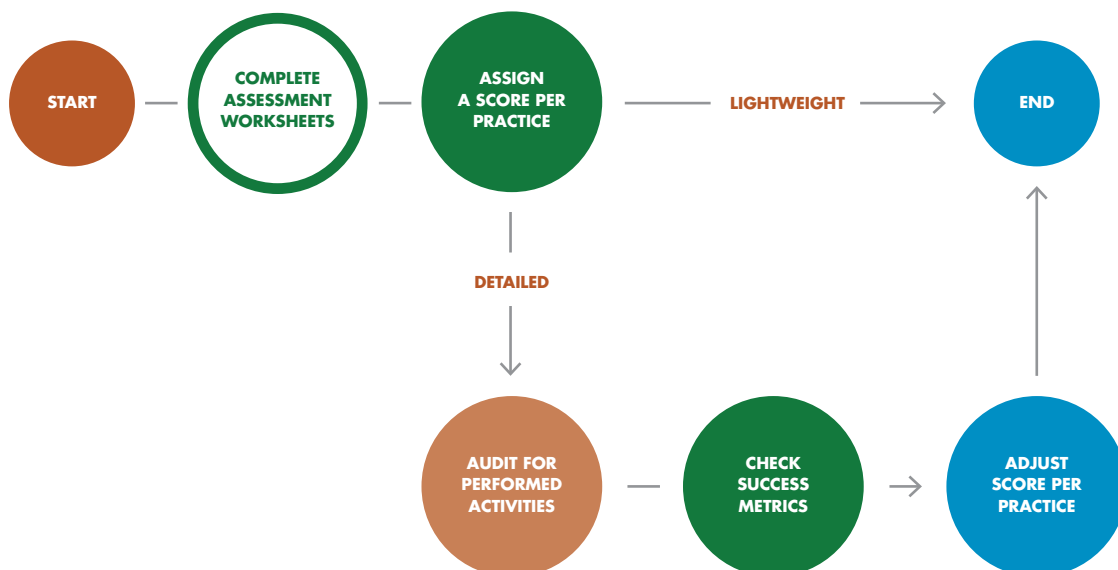 START
COMPLETE
ASSESSMENT
WORKSHEETS
ASSIGN
A SCORE PER
PRACTICE
LIGHTWEIGHT
END
DETAILED
AUDIT FOR
PERFORMED
ACTIVITIES
CHECK
SUCCESS
METRICS
ADJUST
SCORE PER
PRACTICE